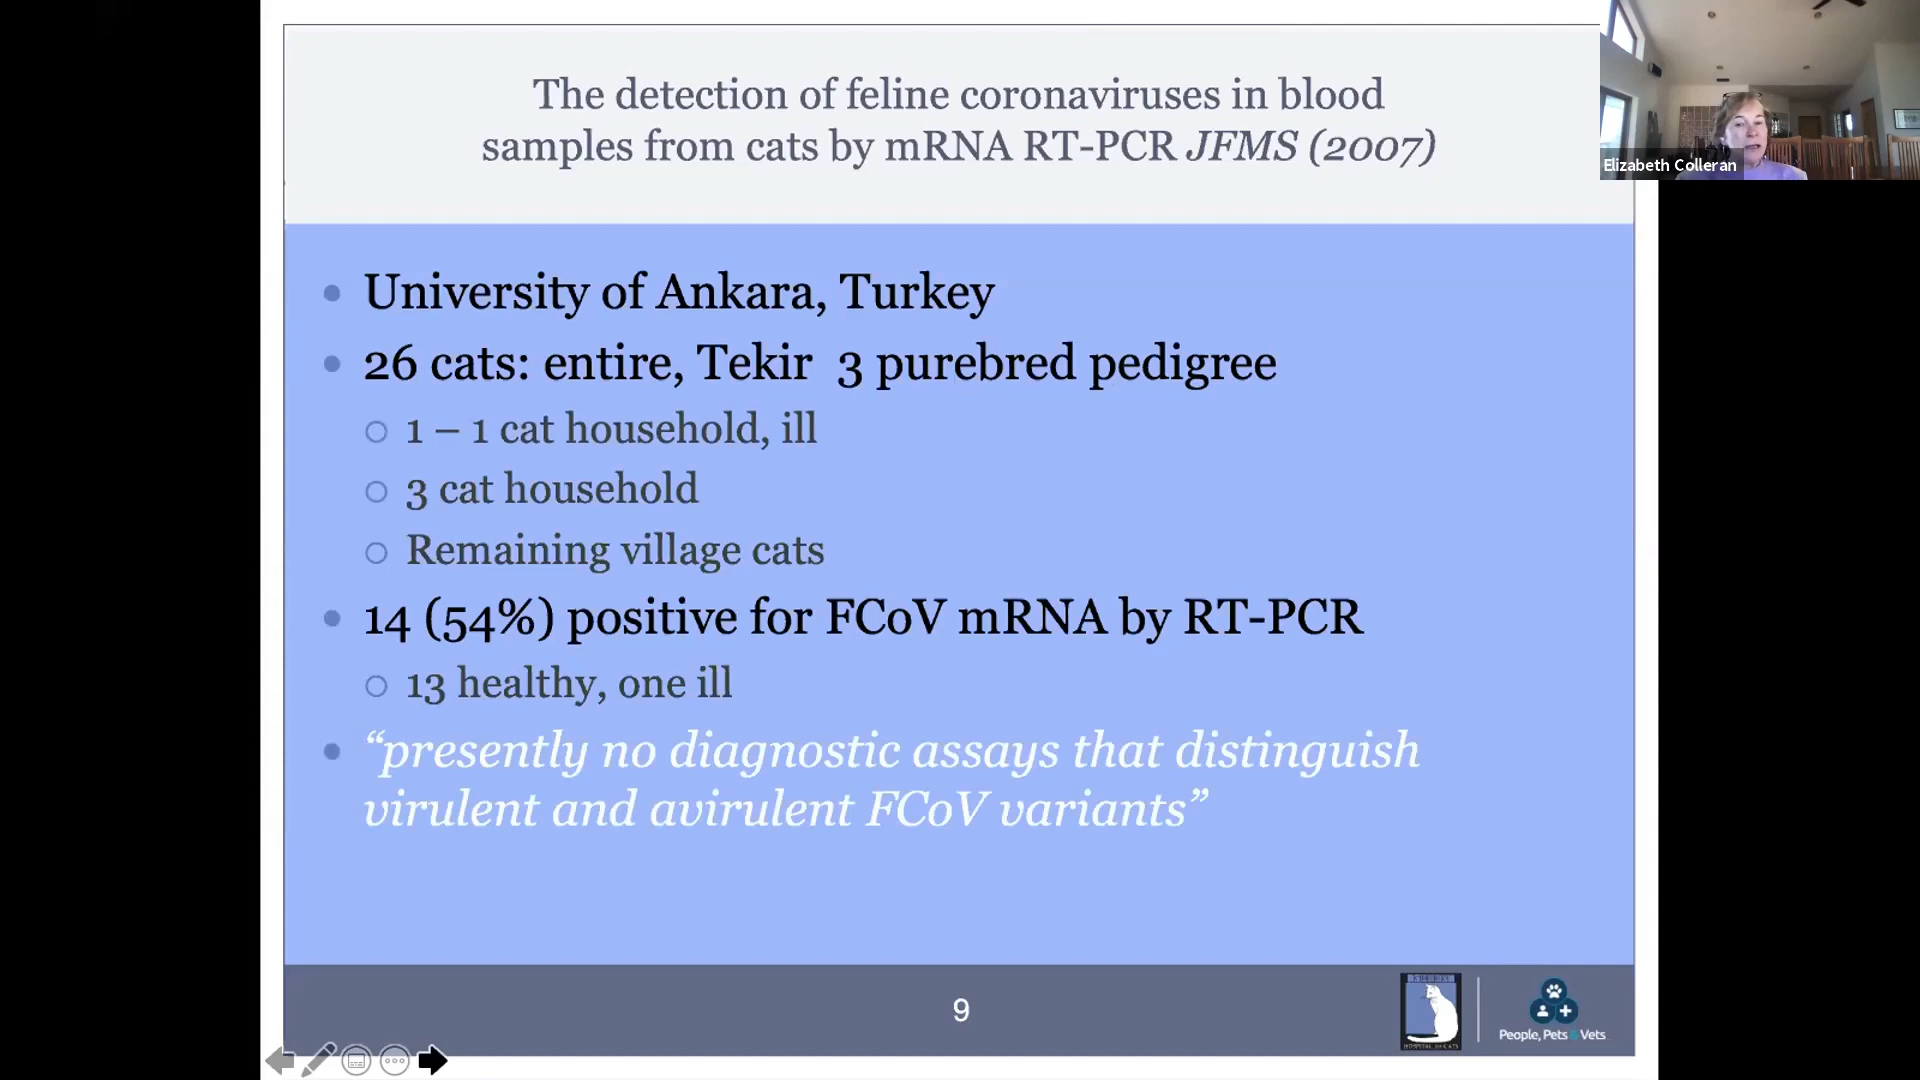 The detection of feline coronaviruses in blood
samples from cats by mRNA RT-PCR JFMS (2007)
Elizabeth Colleran
• University of Ankara, Turkey
• 26 cats: entire, Tekir 3 purebred pedigree
○ 1 – 1 cat household, ill
○ 3 cat household
○ Remaining village cats
• 14 (54%) positive for FCoV mRNA by RT-PCR
○ 13 healthy, one ill
• “presently no diagnostic assays that distinguish
virulent and avirulent FCoV variants”
9
HOSPITAL for CATS
People, Pets & Vets